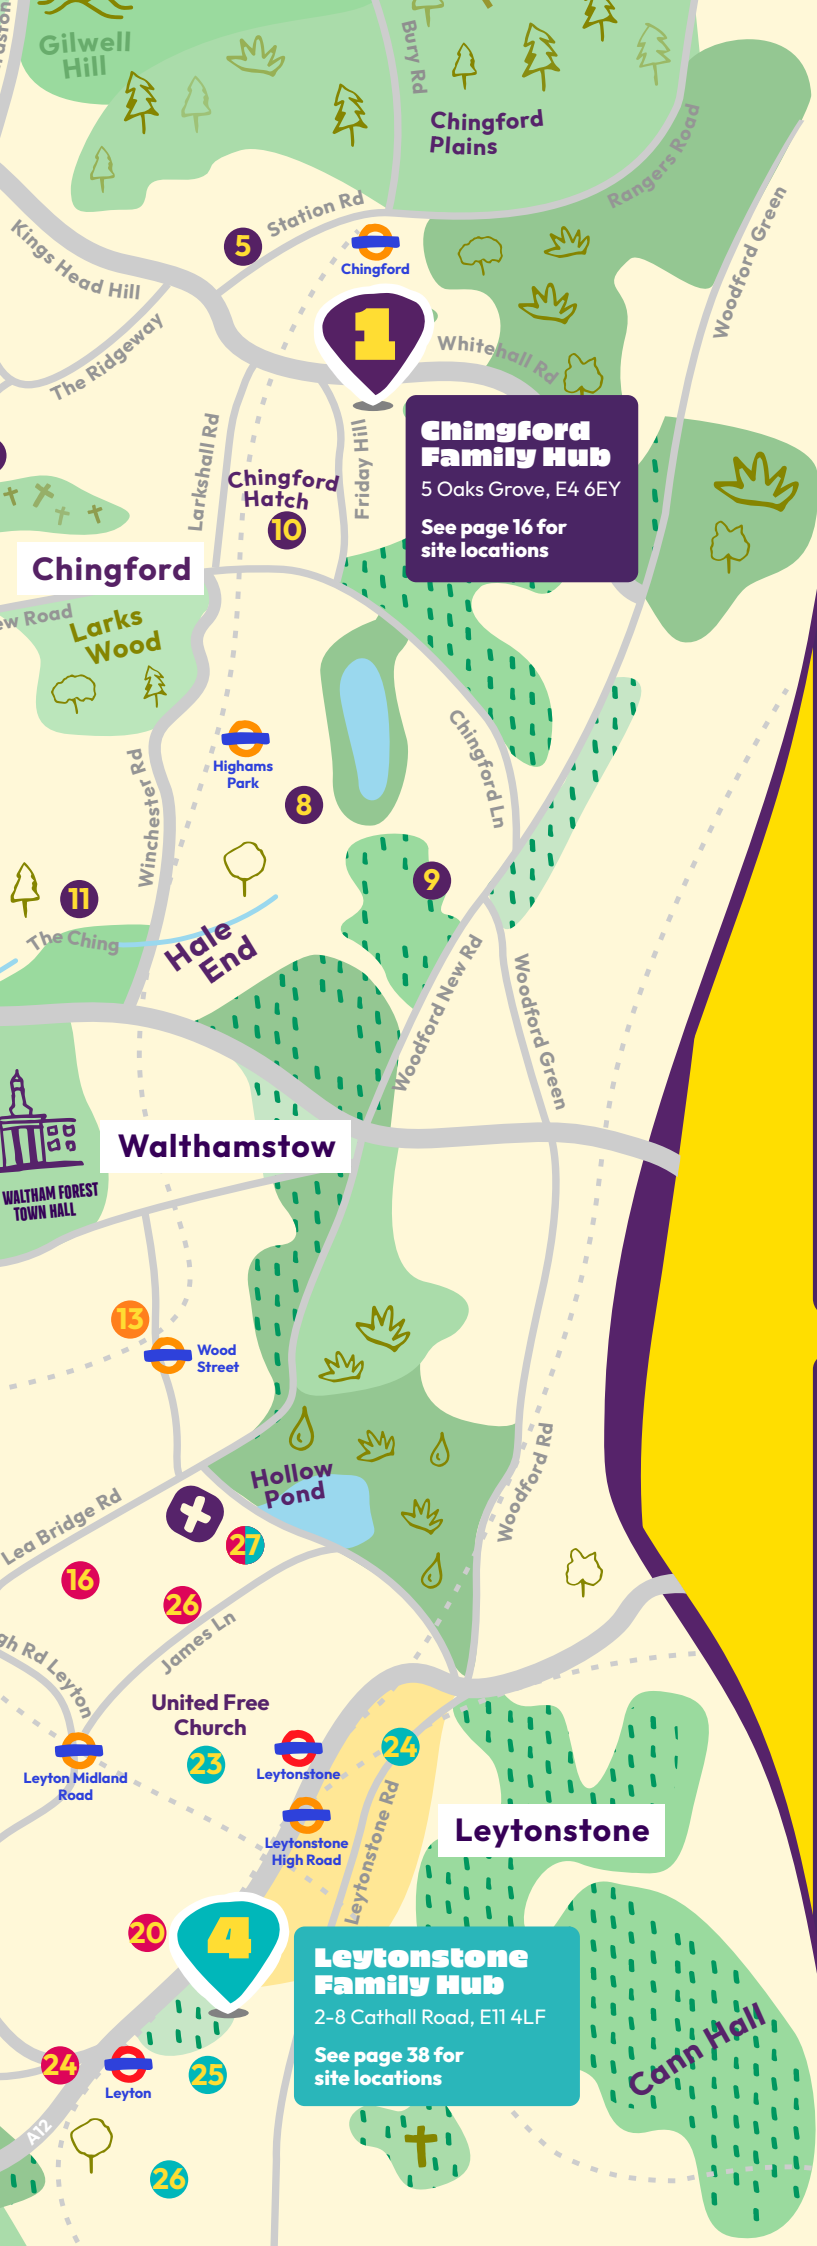 Gilwell
Hill
Bury Rd
Chingford
Plains
Rangers Road
Woodford Green
Station Rd
5
Chingford
Kings Head Hill
The Ridgeway
1
Whitehall Rd
Chingford
Family Hub
5 Oaks Grove, E4 6EY
See page 16 for
site locations
Larkshall Rd
Friday Hill
Chingford
Hatch
10
Chingford
ew Road
Larks
Wood
Highams
Park
8
Chingford Ln
Winchester Rd
9
11
The Ching
Hale
End
Woodford New Rd
Woodford Green
Walthamstow
WALTHAM FOREST
TOWN HALL
13
Wood
Street
Hollow
Pond
Woodford Rd
Lea Bridge Rd
27
16
26
James Ln
gh Rd Leyton
United Free
Church
23
24
Leyton Midland
Road
Leytonstone
Leytonstone
High Road
Leytonstone Rd
Leytonstone
20
4
Leytonstone
Family Hub
2-8 Cathall Road, E11 4LF
See page 38 for
site locations
Cann Hall
24
Leyton
25
A12
26